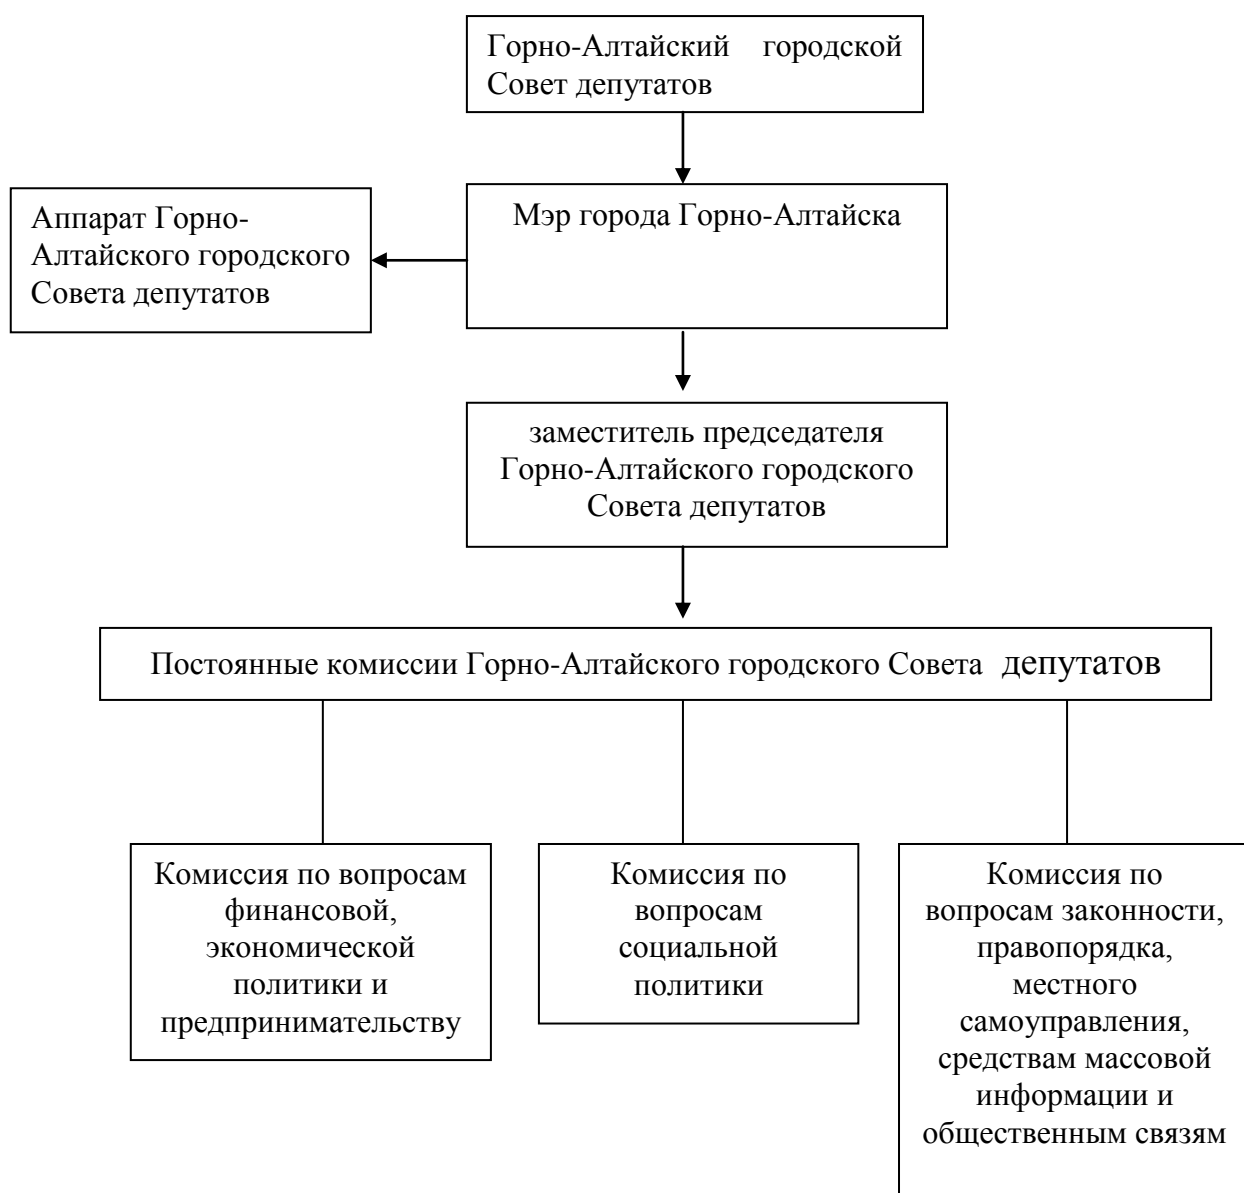 Горно-Алтайский городской
Совет депутатов
Мэр города Горно-Алтайска
Аппарат Горно-
Алтайского городского
Совета депутатов
заместитель председателя
Горно-Алтайского городского
Совета депутатов
Постоянные комиссии Горно-Алтайского городского Совета депутатов
Комиссия по вопросам
финансовой,
экономической
политики и
предпринимательству
Комиссия по
вопросам
социальной
политики
Комиссия по
вопросам законности,
правопорядка,
местного
самоуправления,
средствам массовой
информации и
общественным связям